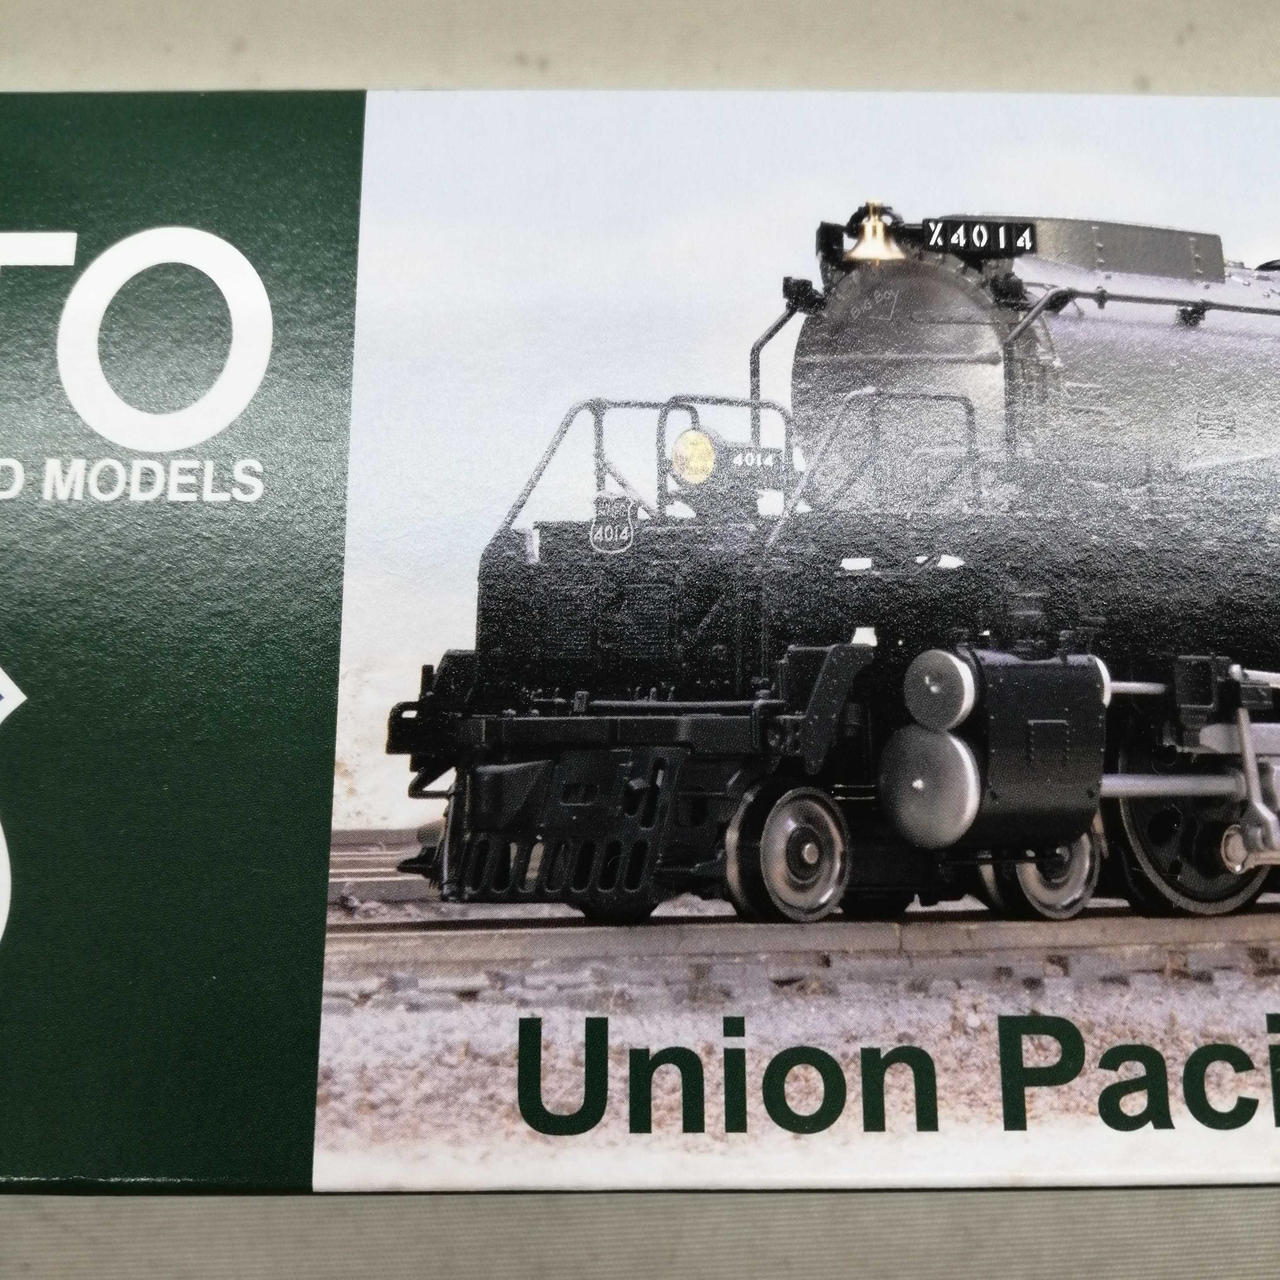 TO
D MODELS
X4014
Big Boy
4014
4014
Union Paci